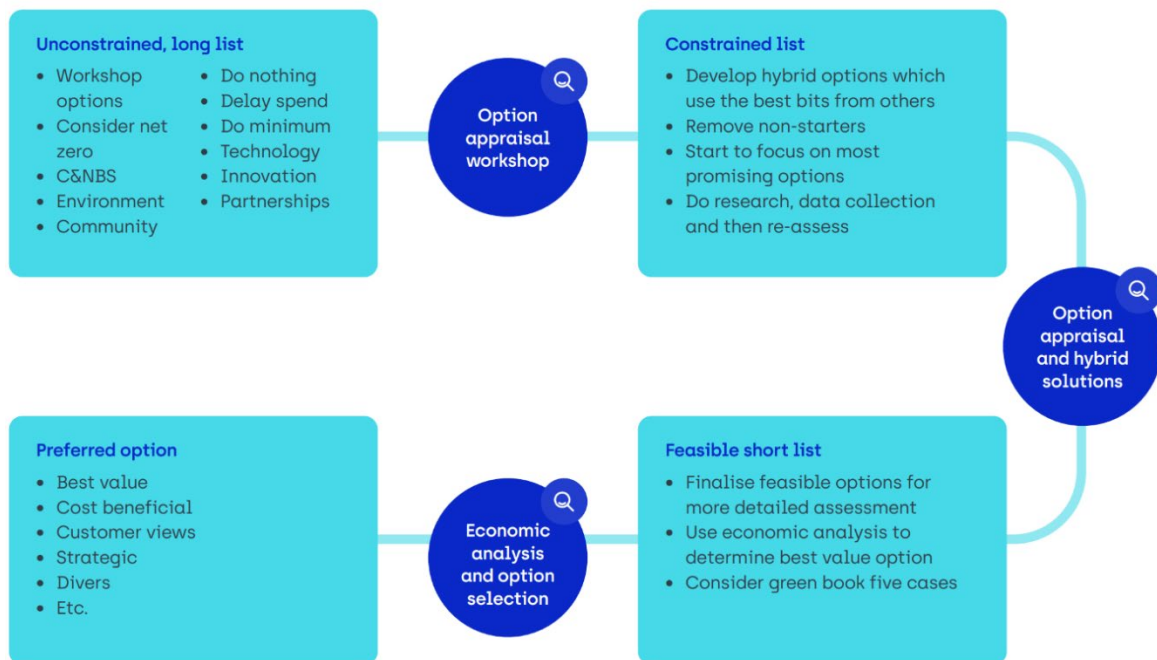 Unconstrained, long list
• Workshop
options
• Consider net
zero
• C&NBS
• Environment
• Community
• Do nothing
• Delay spend
• Do minimum
• Technology
• Innovation
• Partnerships
Option
appraisal
workshop
Constrained list
• Develop hybrid options which
use the best bits from others
• Remove non-starters
• Start to focus on most
promising options
• Do research, data collection
and then re-assess
Option
appraisal
and hybrid
solutions
Feasible short list
• Finalise feasible options for
more detailed assessment
• Use economic analysis to
determine best value option
• Consider green book five cases
Economic
analysis
and option
selection
Preferred option
• Best value
• Cost beneficial
• Customer views
• Strategic
• Divers
• Etc.